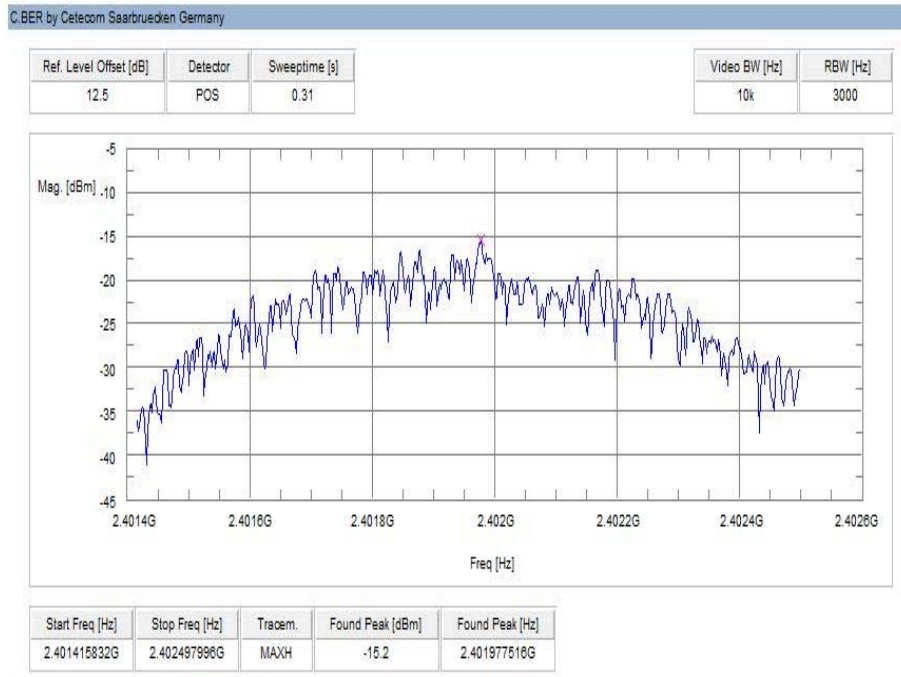 C.BER by Cetecom Saarbruecken Germany
Ref. Level Offset [dB] Detector Sweeptime [s] Video BW [Hz] RBW [Hz]
12.5 POS 0.31 10k 3000
-5
Mag. [dBm] -10
-15
-20
-25
-30
-35
-40
-45
2.4014G 2.4016G 2.4018G 2.402G 2.4022G 2.4024G 2.4026G
Freq [Hz]
Start Freq [Hz] Stop Freq [Hz] Tracem. Found Peak [dBm] Found Peak [Hz]
2.401415832G 2.402497996G MAXH -15.2 2.401977516G